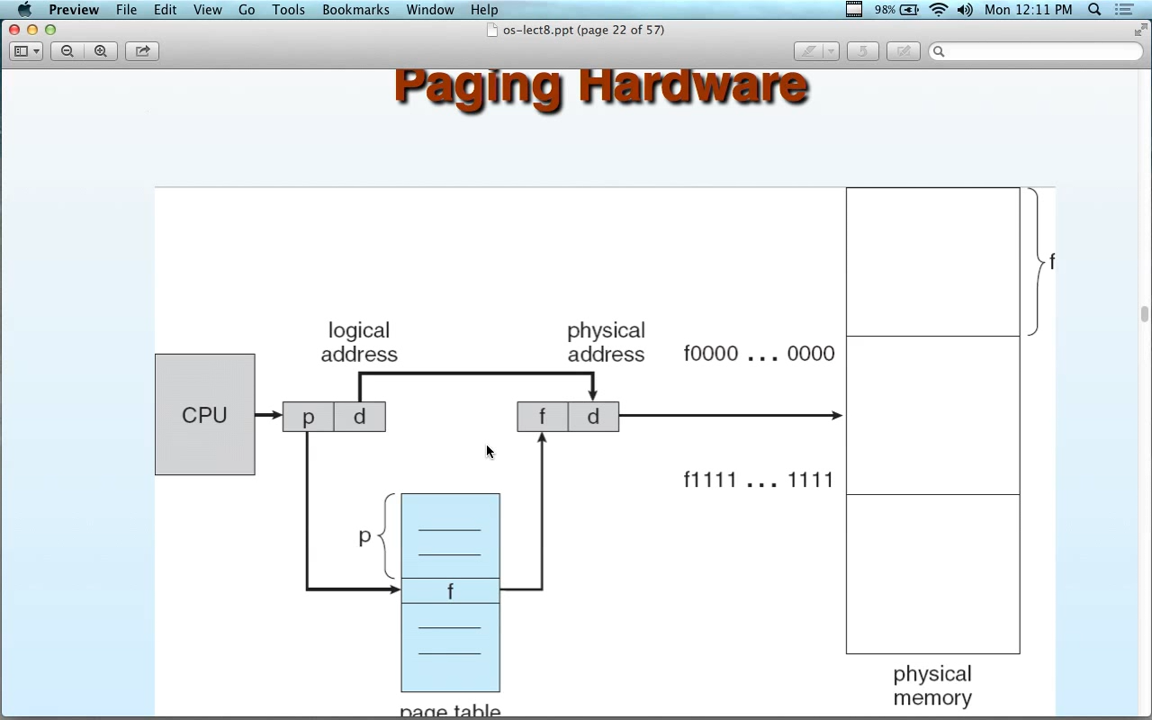 Preview File Edit View Go Tools Bookmarks Window Help 98% Mon 12:11 PM
os-lect8.ppt (page 22 of 57)
Paging Hardware
f
logical
address
physical
address
f0000 ... 0000
CPU
p d
f d
f1111 ... 1111
p
f
physical
memory
page table